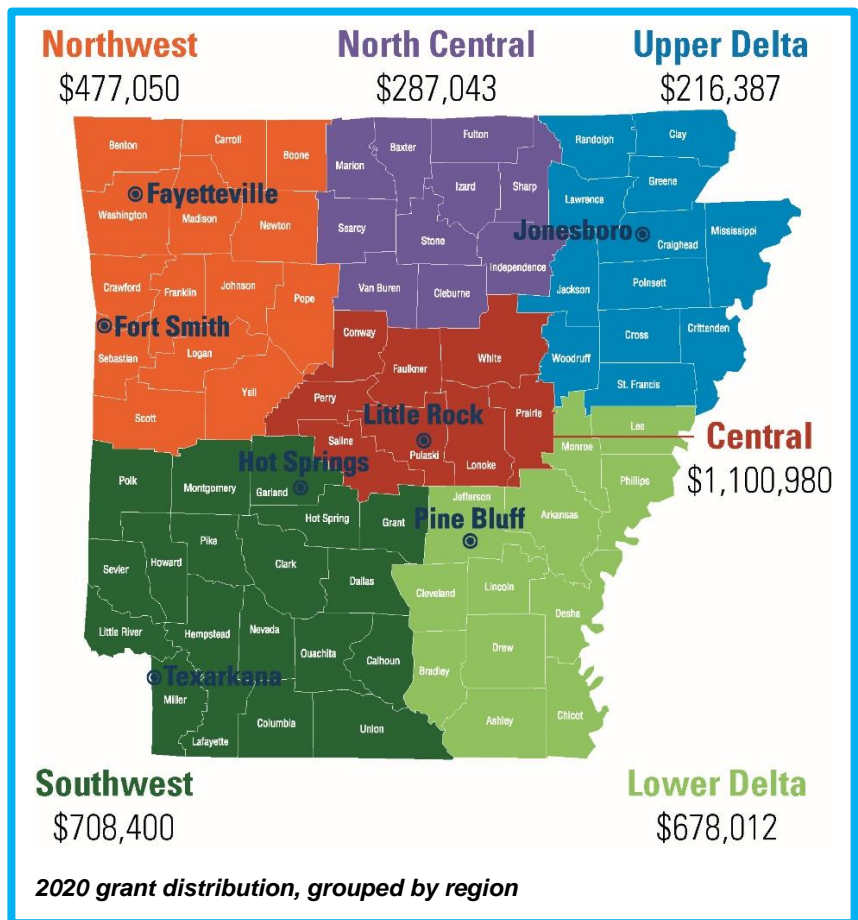 Northwest
$477,050
North Central
$287,043
Upper Delta
$216,387
Benton
Carroll
Boone
Marion
Baxter
Fulton
Randolph
Clay
Fayetteville
Washington
Madison
Newton
Searcy
Stone
Izard
Sharp
Independence
Lawrence
Greene
Jonesboro
Craighead
Mississippi
Crawford
Franklin
Johnson
Pope
Van Buren
Cleburne
Jackson
Poinsett
Fort Smith
Sebastian
Logan
Yell
Scott
Conway
Faulkner
White
Woodruff
Cross
Crittenden
St. Francis
Perry
Little Rock
Prairie
Saline
Pulaski
Lonoke
Central
$1,100,980
Lee
Monroe
Phillips
Hot Springs
Polk
Montgomery
Garland
Hot Spring
Grant
Jefferson
Pine Bluff
Arkansas
Pike
Howard
Sevier
Clark
Dallas
Cleveland
Lincoln
Desha
Little River
Hempstead
Nevada
Ouachita
Calhoun
Bradley
Drew
Texarkana
Miller
Lafayette
Columbia
Union
Ashley
Chicot
Southwest
$708,400
Lower Delta
$678,012
2020 grant distribution, grouped by region